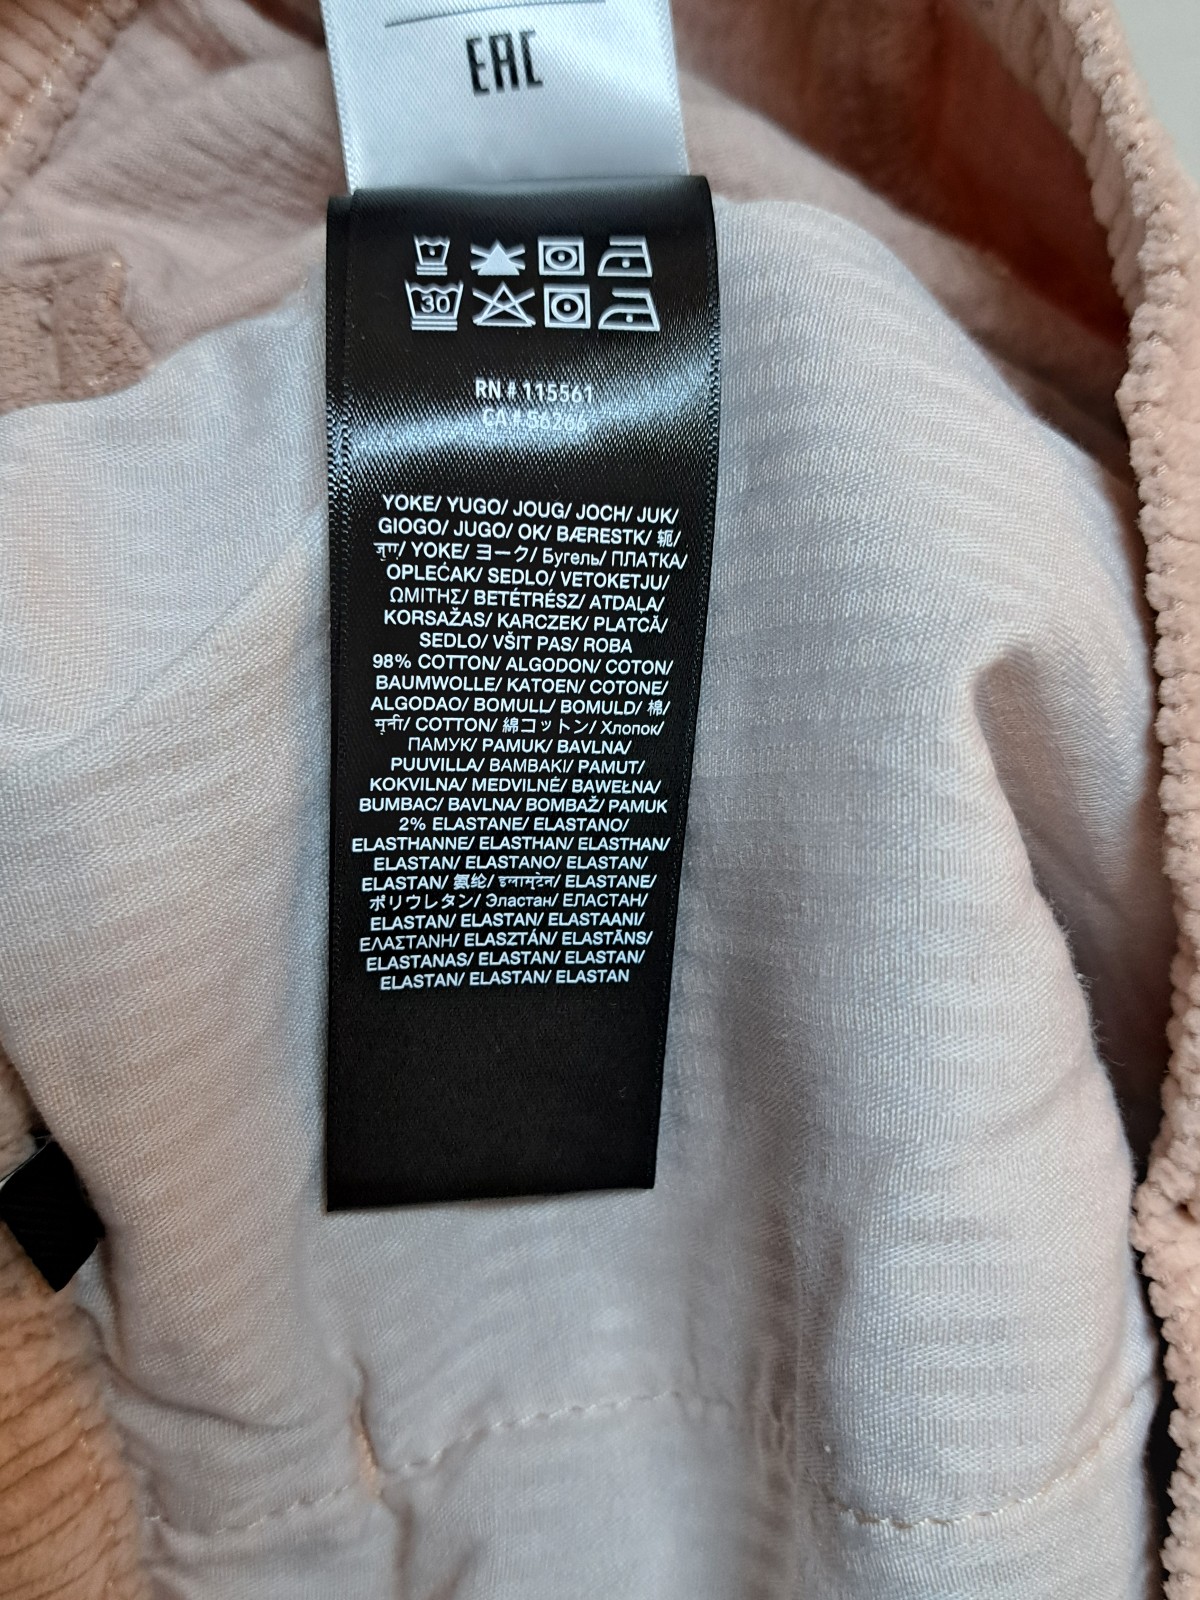 EAC
30
RN # 115561
CA # 56266
YOKE/ YUGO/ JOUG/ JOCH/ JUK/
GIOGO/ JUGO/ OK/ BÆRESTK/ 轭/
YOKE/ ヨーク/ Бугель/ ПЛАТКА/
OPLEĆAK/ SEDLO/ VETOKETJU/
ΩΜΙΤΗΣ/ BETÉTRÉSZ/ ATDAĻA/
KORSAŽAS/ KARCZEK/ PLATCĂ/
SEDLO/ VŠIT PAS/ ROBA
98% COTTON/ ALGODON/ COTON/
BAUMWOLLE/ KATOEN/ COTONE/
ALGODAO/ BOMULL/ BOMULD/ 棉/
COTTON/ 綿コットン/ Хлопок/
ПАМУК/ PAMUK/ BAVLNA/
PUUVILLA/ BAMBAKI/ PAMUT/
KOKVILNA/ MEDVILNĖ/ BAWEŁNA/
BUMBAC/ BAVLNA/ BOMBAŽ/ PAMUK
2% ELASTANE/ ELASTANO/
ELASTHANNE/ ELASTHAN/ ELASTHAN/
ELASTAN/ ELASTANO/ ELASTAN/
ELASTAN/ 氨纶/ ELASTANE/
ポリウレタン/ Эластан/ ЕЛАСТАН/
ELASTAN/ ELASTAN/ ELASTAANI/
ΕΛΑΣΤΑΝΗ/ ELASZTÁN/ ELASTĀNS/
ELASTANAS/ ELASTAN/ ELASTAN/
ELASTAN/ ELASTAN/ ELASTAN